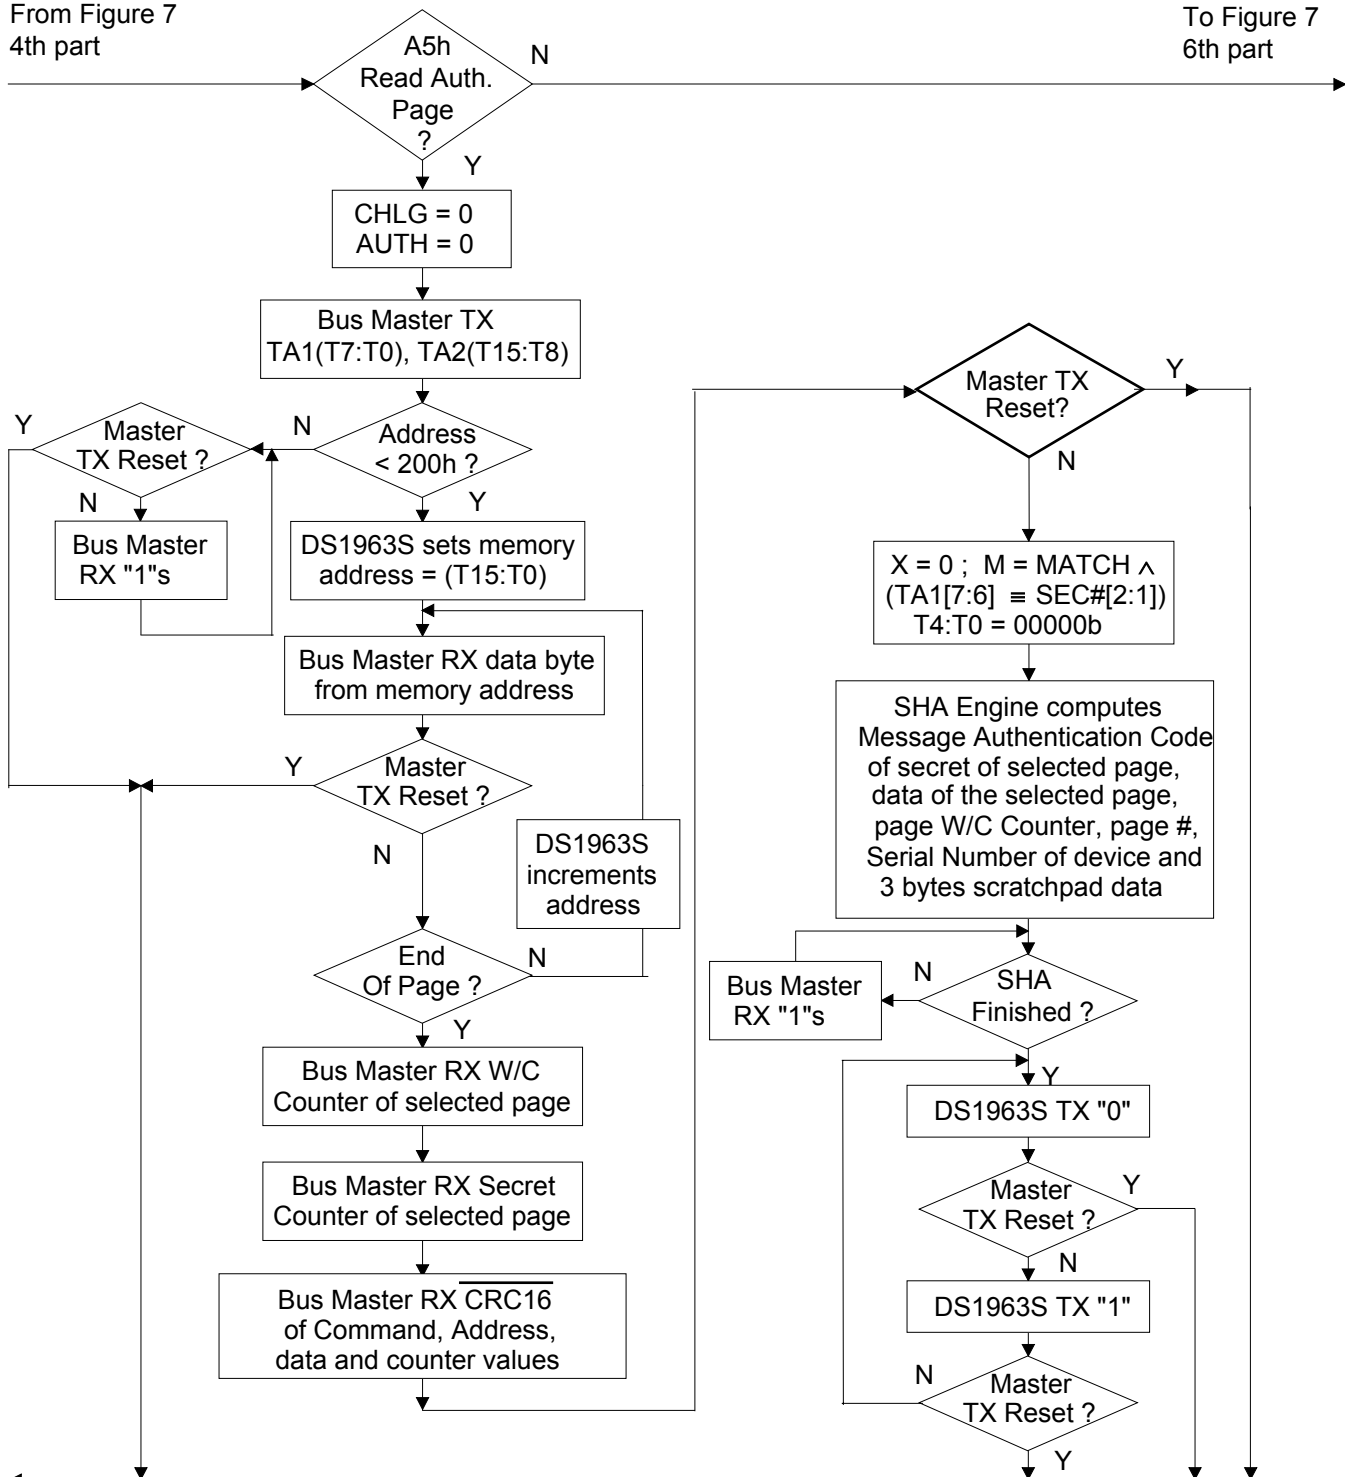 From Figure 7
4th part
To Figure 7
6th part
A5h
Read Auth.
Page
?
N
Y
CHLG = 0
AUTH = 0
Bus Master TX
TA1(T7:T0), TA2(T15:T8)
Address
< 200h ?
N
Y
Master
TX Reset ?
Y
N
Bus Master
RX "1"s
DS1963S sets memory
address = (T15:T0)
Bus Master RX data byte
from memory address
Master
TX Reset ?
Y
N
DS1963S
increments
address
End
Of Page ?
N
Y
Bus Master RX W/C
Counter of selected page
Bus Master RX Secret
Counter of selected page
Bus Master RX C̅R̅C̅1̅6̅
of Command, Address,
data and counter values
Master TX
Reset?
Y
N
X = 0 ; M = MATCH ∧
(TA1[7:6] ≡ SEC#[2:1])
T4:T0 = 00000b
SHA Engine computes
Message Authentication Code
of secret of selected page,
data of the selected page,
page W/C Counter, page #,
Serial Number of device and
3 bytes scratchpad data
SHA
Finished ?
N
Bus Master
RX "1"s
Y
DS1963S TX "0"
Master
TX Reset ?
Y
N
DS1963S TX "1"
Master
TX Reset ?
N
Y